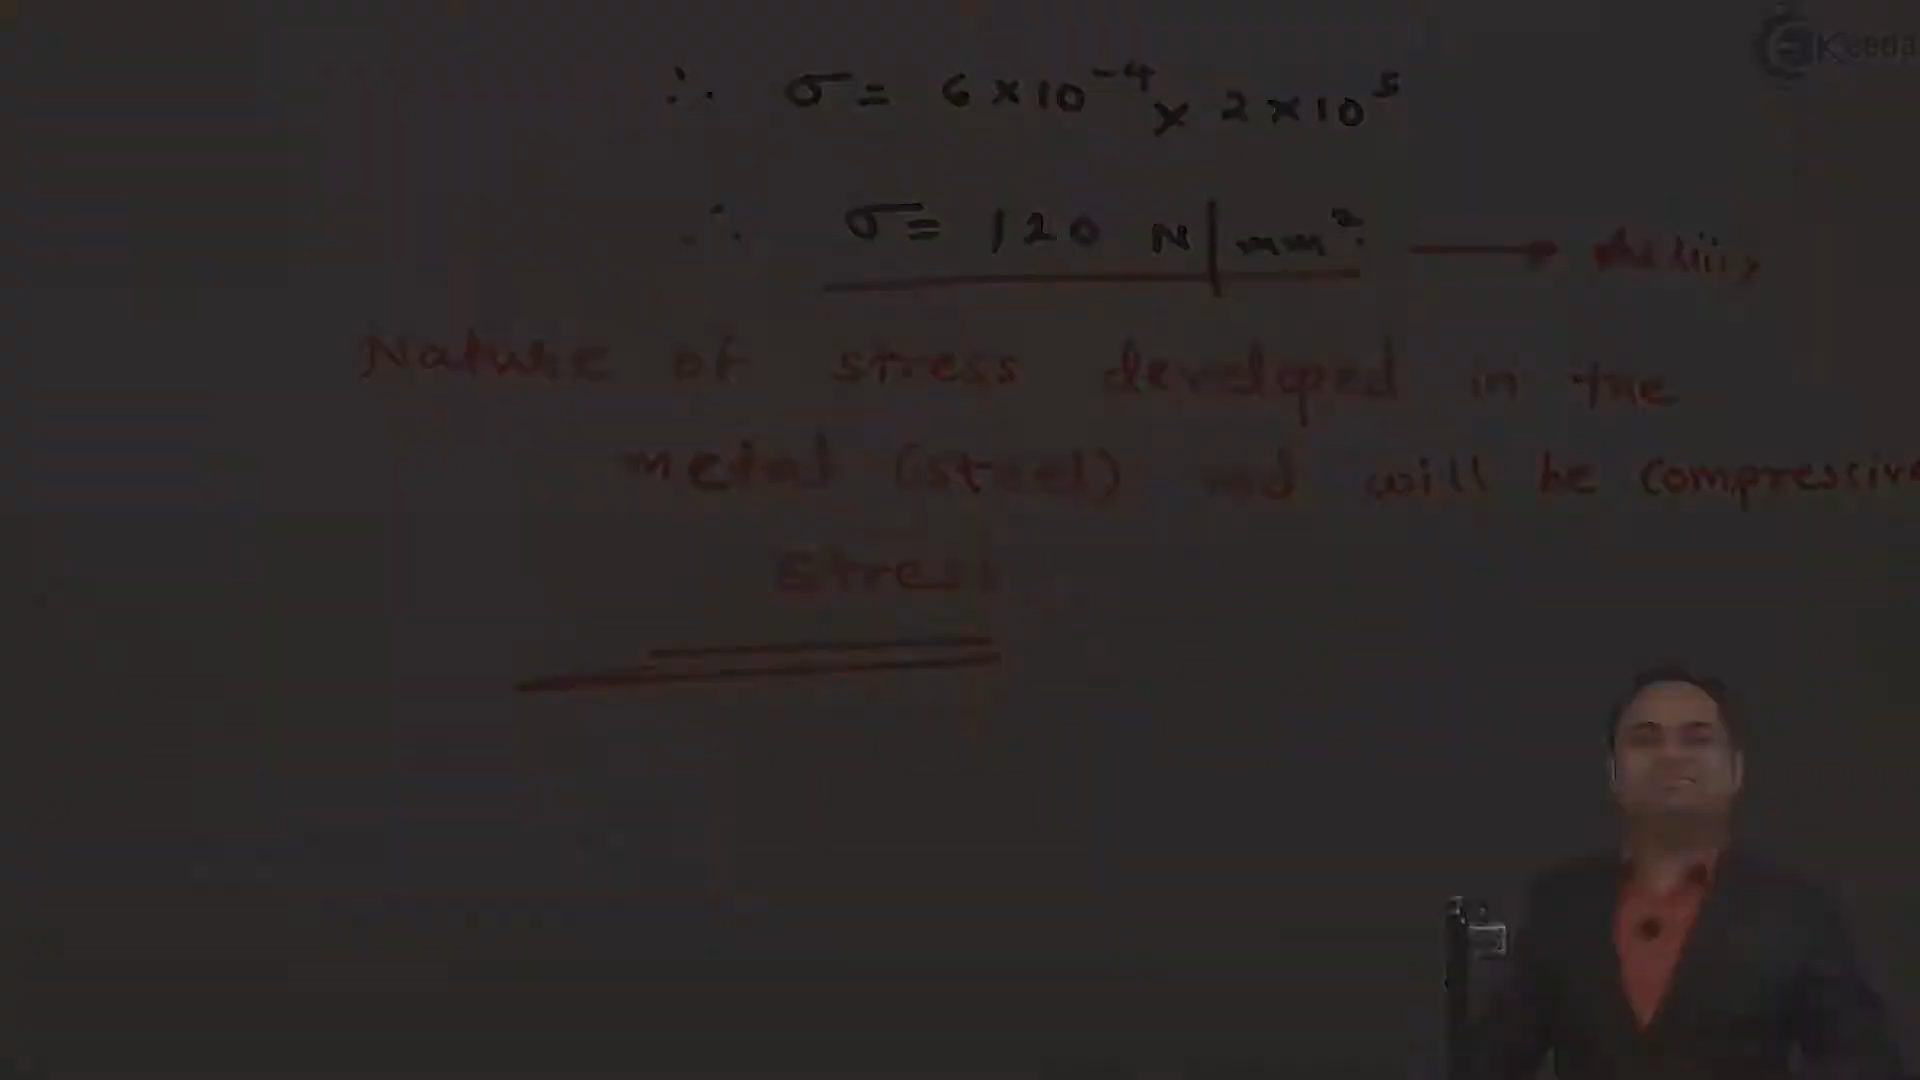 Ekeeda
∴ σ = 6 × 10⁻⁴ × 2 × 10⁵
∴ σ = 120 N/mm²
Nature of stress developed in the
metal (steel) rod will be compressive
stress